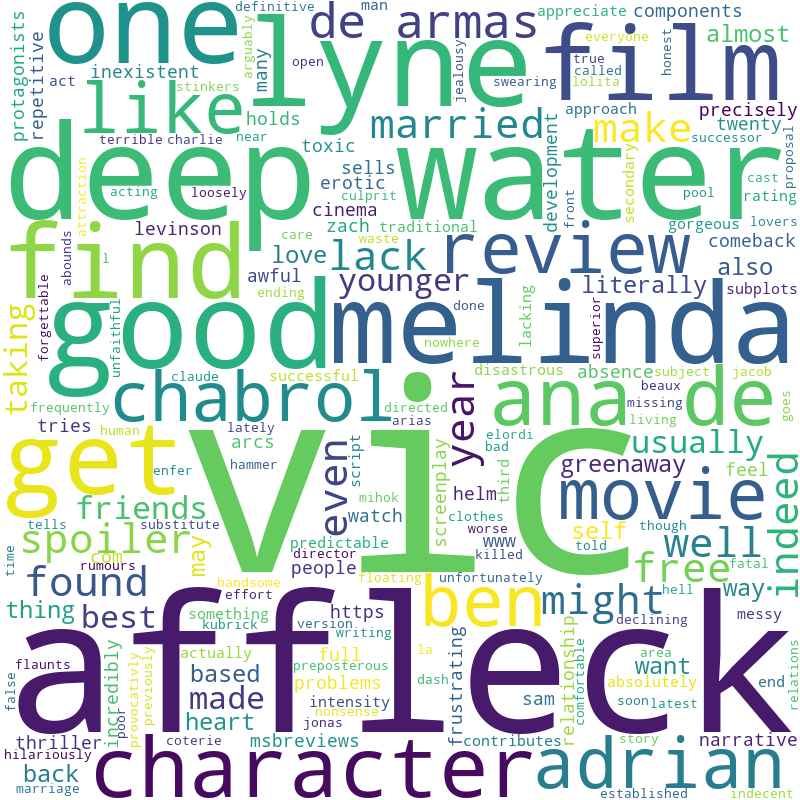 definitive man appreciate components
one lyne de armas film almost
protagonists repetitive inexistent act stinkers many arguably open jealousy swearing everyone true called lolita honest
like holds married approach make precisely twenty
terrible charlie near toxic development secondary successor proposal
deep water
acting loosely sells erotic culprit pool cast rating
attraction cinema front gorgeous lovers
find levinson zach traditional review comeback
abounds l care love lack also
forgettable awful waste younger literally subplots
unfaithful ending done lacking superior
good melinda
taking nowhere
claude successful disastrous absence subject jacob
chabrol ana de
frequently directed beaux missing goes
tries human lately arias year living
arcs even script elordi usually
get vic bad greenaway feel
enfer hammer screenplay third
friends mihok helm movie
tells substitute watch clothes though
spoiler predictable www worse self told well indeed
com rumours director killed free fatal
time may people
found handsome floating unfortunately way
effort ben might hell
thing best something https declining messy
kubrick version
affleck
actually writing
flaunts incredibly full la relationship comfortable area relations
preposterous want
false provocativly previously based problems dash frustrating absolutely end
made intensity sam soon latest
poor nonsense
heart jonas
thriller coterie msbreviews contributes story narrative
hilariously
back character adrian
marriage established indecent